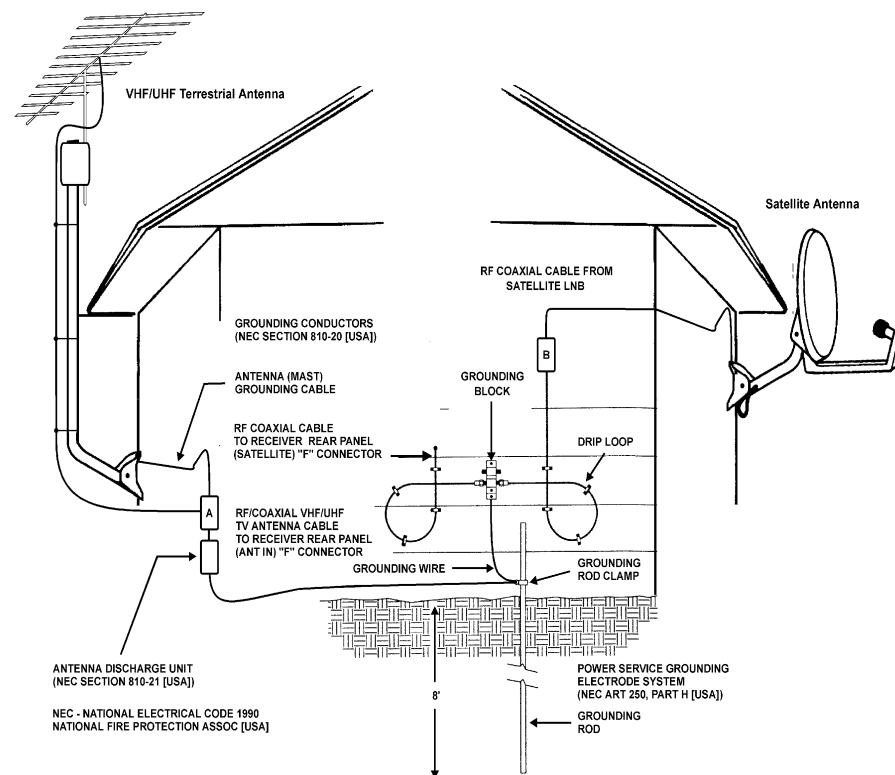 VHF/UHF Terrestrial Antenna
Satellite Antenna
RF COAXIAL CABLE FROM
SATELLITE LNB
GROUNDING CONDUCTORS
(NEC SECTION 810-20 [USA])
B
ANTENNA (MAST)
GROUNDING CABLE
GROUNDING
BLOCK
RF COAXIAL CABLE
TO RECEIVER REAR PANEL
(SATELLITE) "F" CONNECTOR
DRIP LOOP
A
RF/COAXIAL VHF/UHF
TV ANTENNA CABLE
TO RECEIVER REAR PANEL
(ANT IN) "F" CONNECTOR
GROUNDING WIRE
GROUNDING
ROD CLAMP
ANTENNA DISCHARGE UNIT
(NEC SECTION 810-21 [USA])
8'
POWER SERVICE GROUNDING
ELECTRODE SYSTEM
(NEC ART 250, PART H [USA])
NEC - NATIONAL ELECTRICAL CODE 1990
NATIONAL FIRE PROTECTION ASSOC [USA]
GROUNDING
ROD